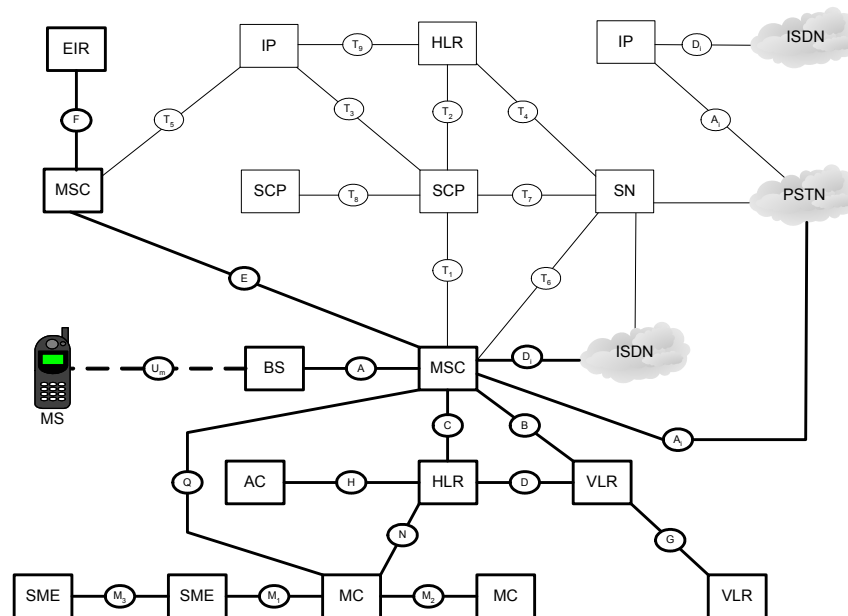 ISDN
EIR
IP
T₉
HLR
IP
Dᵢ
F
T₅
T₃
T₂
T₄
Aᵢ
MSC
SCP
T₈
SCP
T₇
SN
PSTN
E
T₁
T₆
MS
Uₘ
BS
A
MSC
Dᵢ
ISDN
C
B
Aᵢ
Q
AC
H
HLR
D
VLR
N
G
SME
M₃
SME
M₁
MC
M₂
MC
VLR